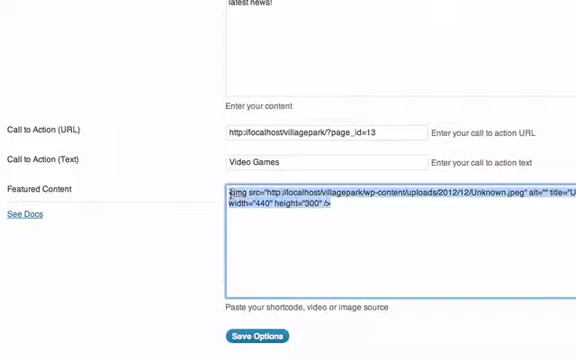 latest news!
Enter your content
Call to Action (URL)
http://localhost/villagepark/?page_id=13
Enter your call to action URL
Call to Action (Text)
Video Games
Enter your call to action text
Featured Content
<img src="http://localhost/villagepark/wp-content/uploads/2012/12/Unknown.jpeg" alt="" title="U
width="440" height="300" />
See Docs
Paste your shortcode, video or image source
Save Options